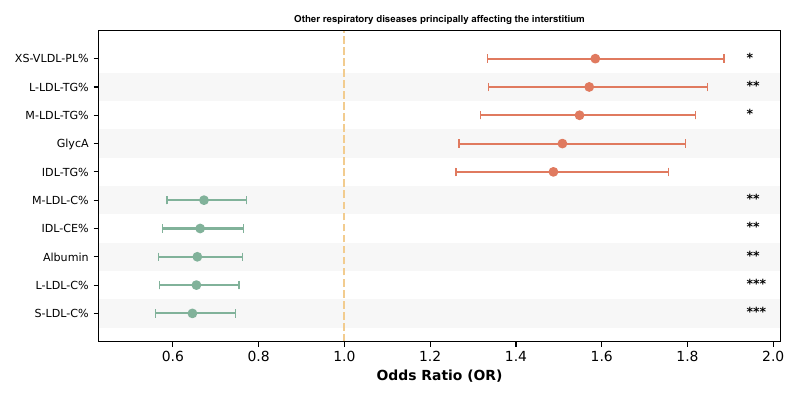 Other respiratory diseases principally affecting the interstitium
XS-VLDL-PL% *
L-LDL-TG% **
M-LDL-TG% *
GlycA
IDL-TG%
M-LDL-C% **
IDL-CE% **
Albumin **
L-LDL-C% ***
S-LDL-C% ***
0.6 0.8 1.0 1.2 1.4 1.6 1.8 2.0
Odds Ratio (OR)